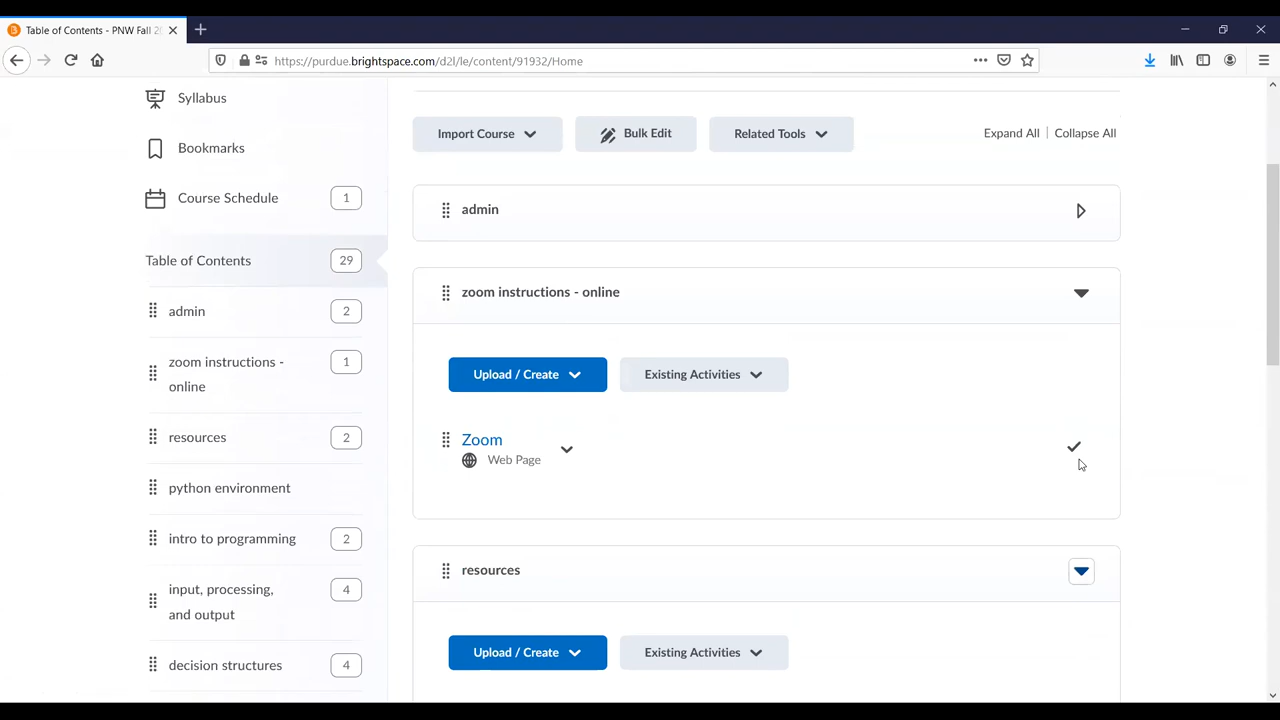 Table of Contents - PNW Fall 2
https://purdue.brightspace.com/d2l/le/content/91932/Home
Syllabus
Bookmarks
Course Schedule 1
Table of Contents 29
admin 2
zoom instructions - 1
online
resources 2
python environment
intro to programming 2
input, processing, 4
and output
decision structures 4
Import Course
Bulk Edit
Related Tools
Expand All | Collapse All
admin
zoom instructions - online
Upload / Create
Existing Activities
Zoom
Web Page
resources
Upload / Create
Existing Activities